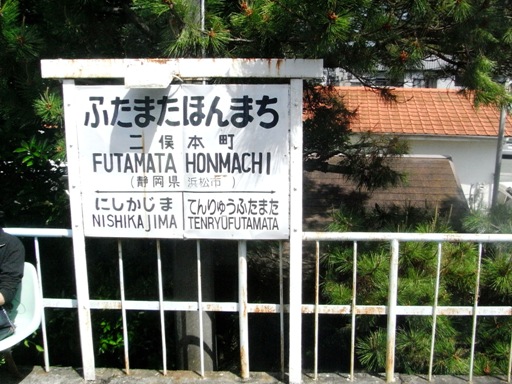 ふたまたほんまち
二俣本町
FUTAMATA HONMACHI
(静岡県 浜松市)
にしかじま
NISHIKAJIMA
てんりゅうふたまた
TENRYUFUTAMATA